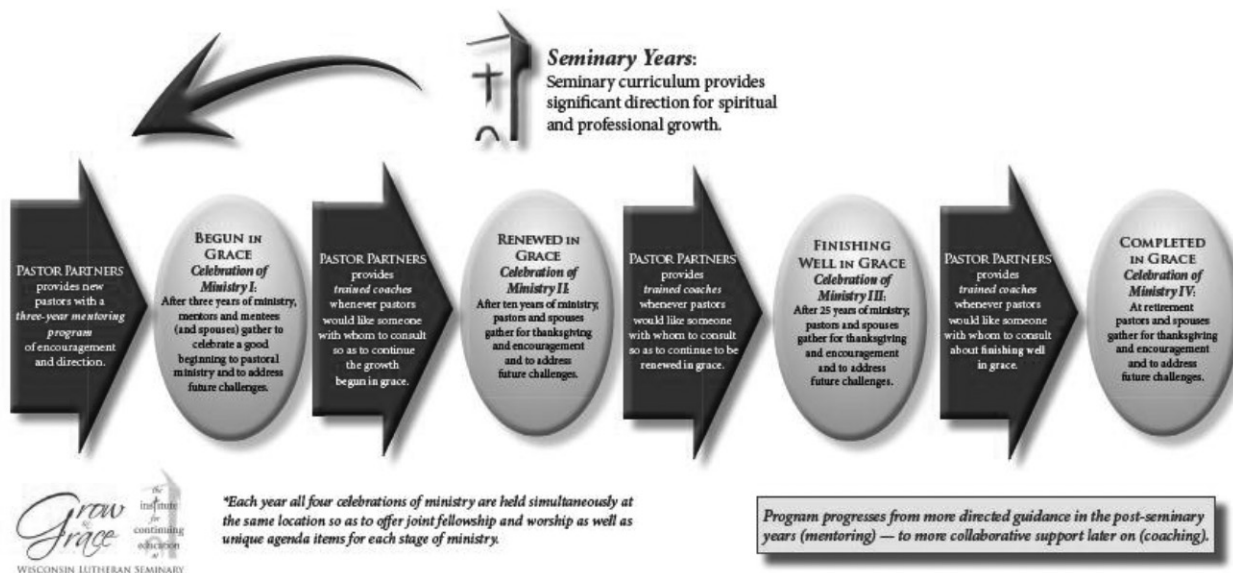 Seminary Years:
Seminary curriculum provides
significant direction for spiritual
and professional growth.
PASTOR PARTNERS
provides new
pastors with a
three-year mentoring
program
of encouragement
and direction.
BEGUN IN
GRACE
Celebration of
Ministry I:
After three years of ministry,
mentors and mentees
(and spouses) gather to
celebrate a good
beginning to pastoral
ministry and to address
future challenges.
PASTOR PARTNERS
provides
trained coaches
whenever pastors
would like someone
with whom to consult
so as to continue
the growth
begun in grace.
RENEWED IN
GRACE
Celebration of
Ministry II:
After ten years of ministry,
pastors and spouses
gather for thanksgiving
and encouragement
and to address
future challenges.
PASTOR PARTNERS
provides
trained coaches
whenever pastors
would like someone
with whom to consult
so as to continue to be
renewed in grace.
FINISHING
WELL IN GRACE
Celebration of
Ministry III:
After 25 years of ministry,
pastors and spouses
gather for thanksgiving
and encouragement
and to address
future challenges.
PASTOR PARTNERS
provides
trained coaches
whenever pastors
would like someone
with whom to consult
about finishing well
in grace.
COMPLETED
IN GRACE
Celebration of
Ministry IV:
At retirement
pastors and spouses
gather for thanksgiving
and encouragement
and to address
future challenges.
Grow
Grace
the
institute
for
continuing
education
WISCONSIN LUTHERAN SEMINARY
*Each year all four celebrations of ministry are held simultaneously at
the same location so as to offer joint fellowship and worship as well as
unique agenda items for each stage of ministry.
Program progresses from more directed guidance in the post-seminary
years (mentoring) — to more collaborative support later on (coaching).